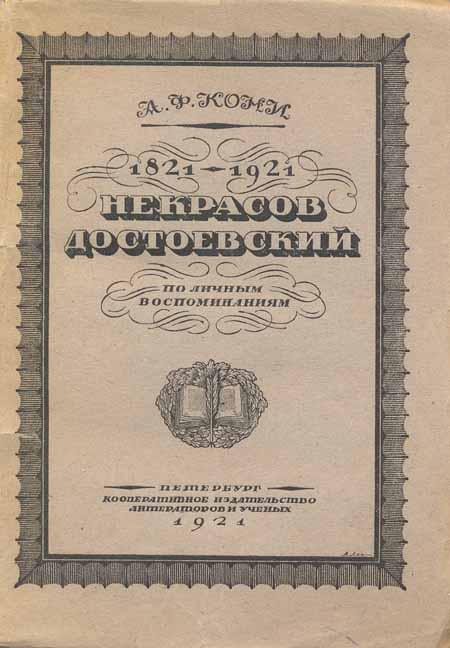 А. Ф. КОНИ
1821 — 1921
НЕКРАСОВ
ДОСТОЕВСКИЙ
ПО ЛИЧНЫМ
ВОСПОМИНАНИЯМ
ПЕТЕРБУРГ
КООПЕРАТИВНОЕ ИЗДАТЕЛЬСТВО
ЛИТЕРАТОРОВ И УЧЕНЫХ
1921